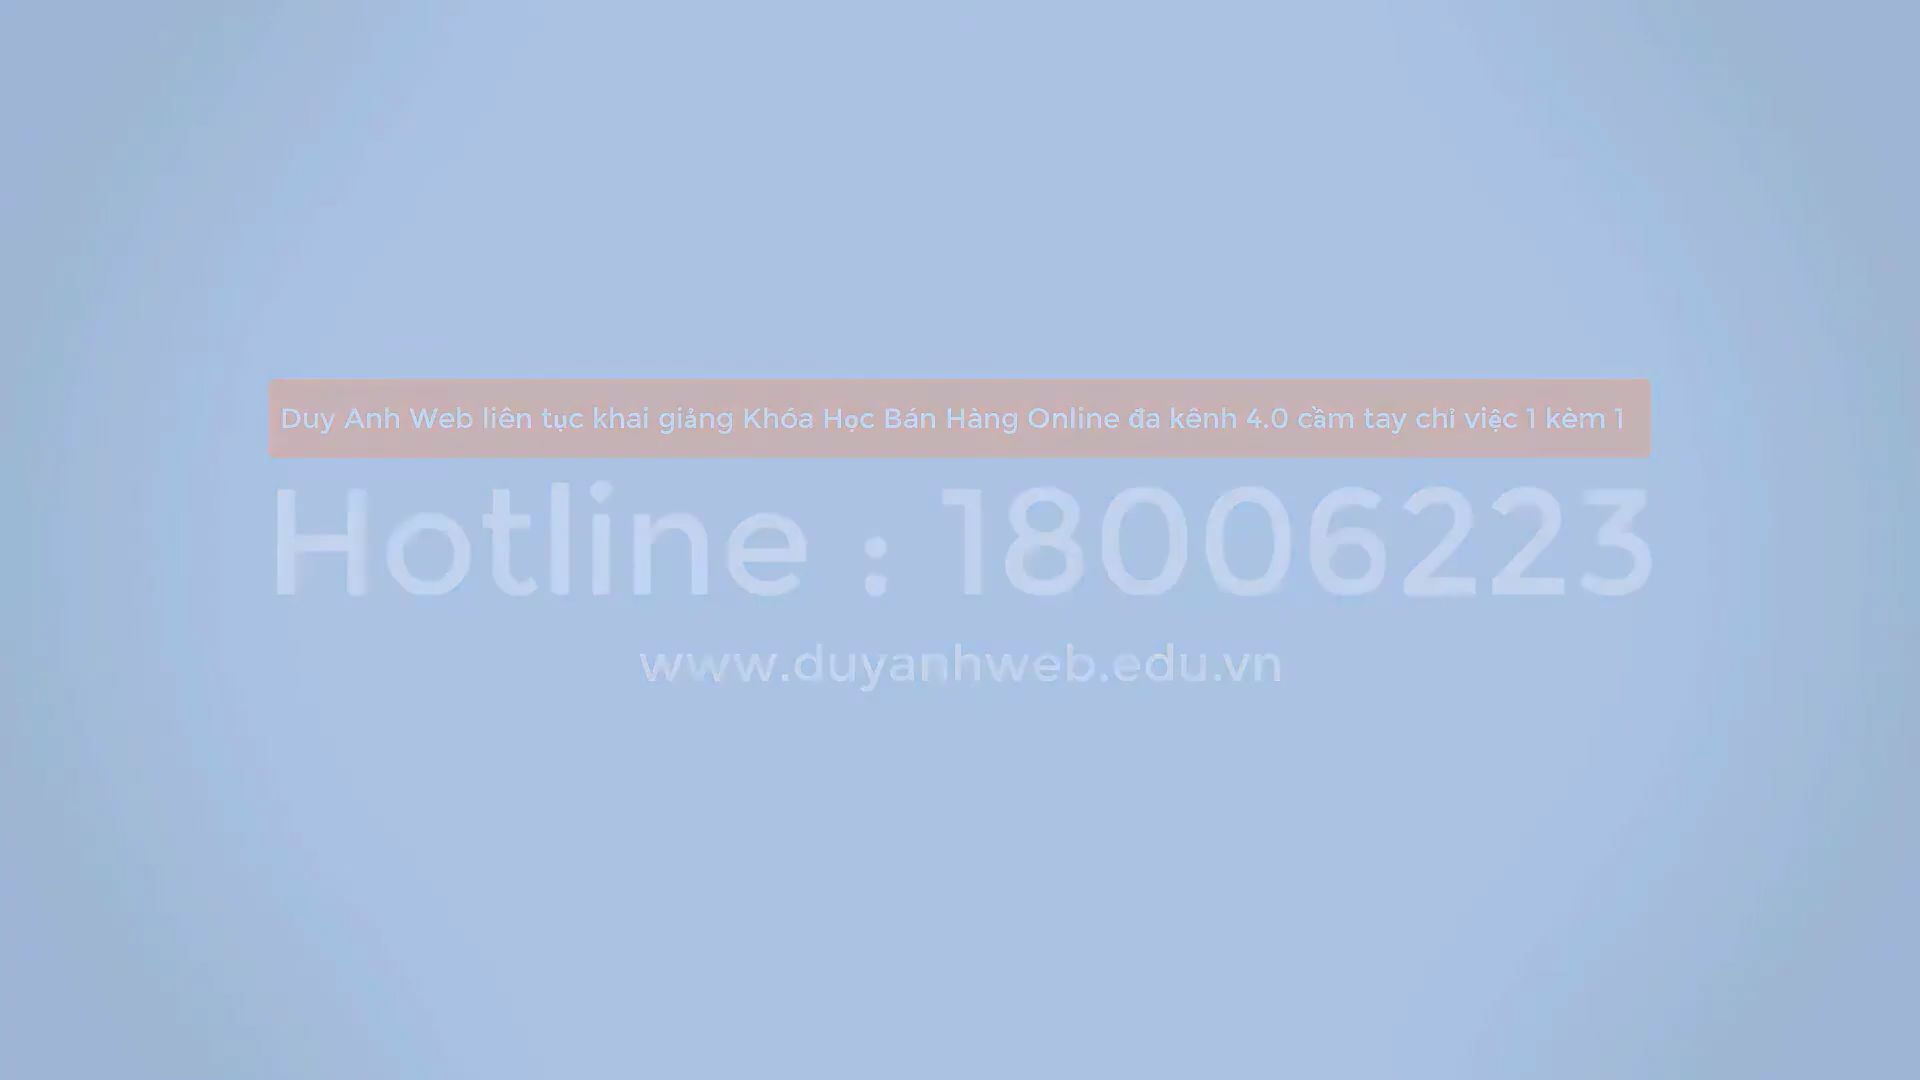 Duy Anh Web liên tục khai giảng Khóa Học Bán Hàng Online đa kênh 4.0 cầm tay chỉ việc 1 kèm 1
Hotline : 18006223
www.duyanhweb.edu.vn